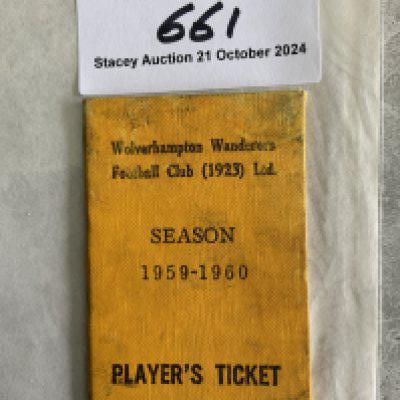 661
Stacey Auction 21 October 2024
Wolverhampton Wanderers
Football Club (1923) Ltd.
SEASON
1959-1960
PLAYER'S TICKET